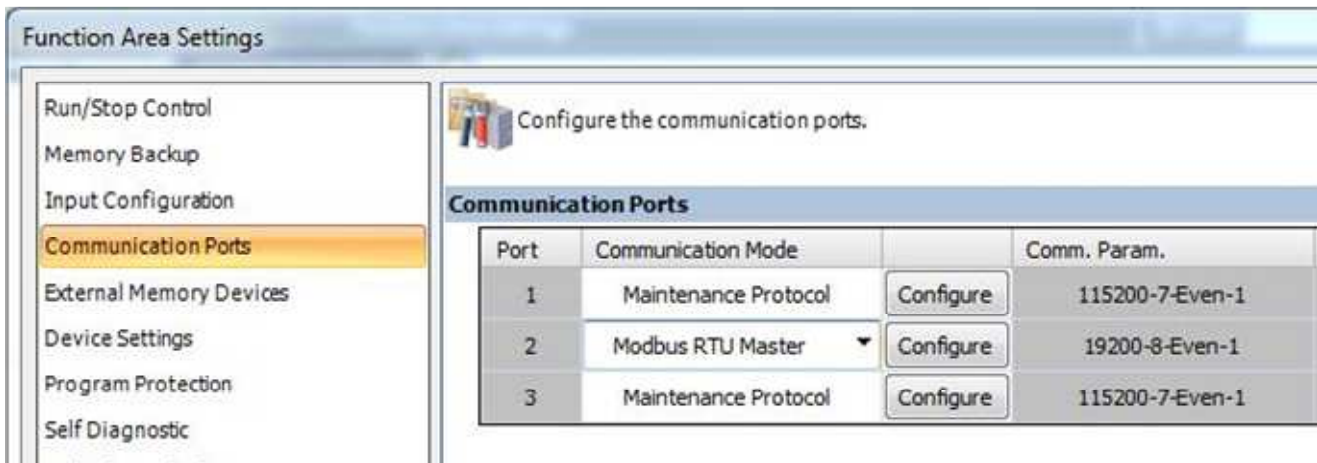 Function Area Settings
Run/Stop Control
Memory Backup
Input Configuration
Communication Ports
External Memory Devices
Device Settings
Program Protection
Self Diagnostic
Configure the communication ports.
Communication Ports
Port Communication Mode Comm. Param.
1 Maintenance Protocol Configure 115200-7-Even-1
2 Modbus RTU Master Configure 19200-8-Even-1
3 Maintenance Protocol Configure 115200-7-Even-1